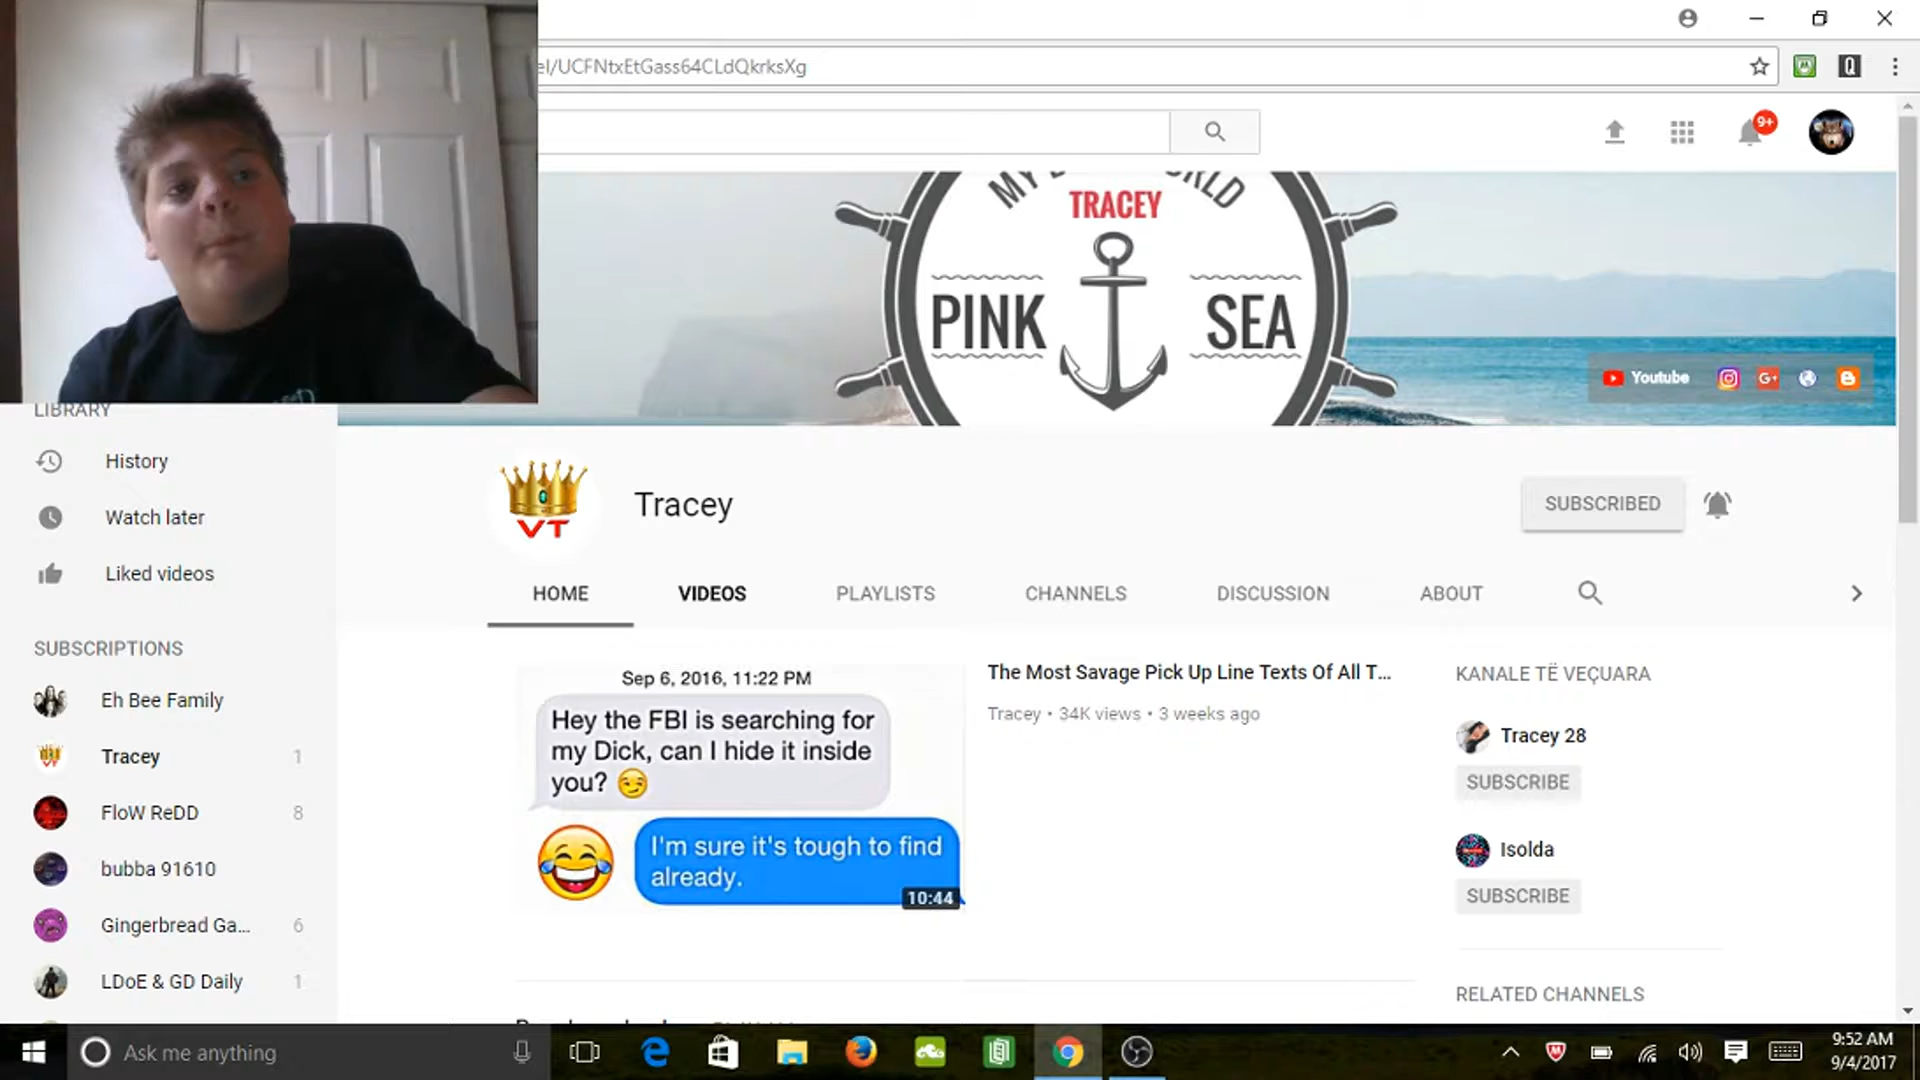 el/UCFNtxEtGass64CLdQkrksXg
9+
TRACEY
PINK SEA
Youtube
G+
LIBRARY
History
Watch later
Liked videos
SUBSCRIPTIONS
Eh Bee Family
Tracey 1
FloW ReDD 8
bubba 91610
Gingerbread Ga... 6
LDoE & GD Daily 1
VT
Tracey
SUBSCRIBED
HOME VIDEOS PLAYLISTS CHANNELS DISCUSSION ABOUT
Sep 6, 2016, 11:22 PM
Hey the FBI is searching for
my Dick, can I hide it inside
you? 😏
I'm sure it's tough to find
already.
10:44
The Most Savage Pick Up Line Texts Of All T...
Tracey • 34K views • 3 weeks ago
KANALE TË VEÇUARA
Tracey 28
SUBSCRIBE
Isolda
SUBSCRIBE
RELATED CHANNELS
Ask me anything
9:52 AM
9/4/2017